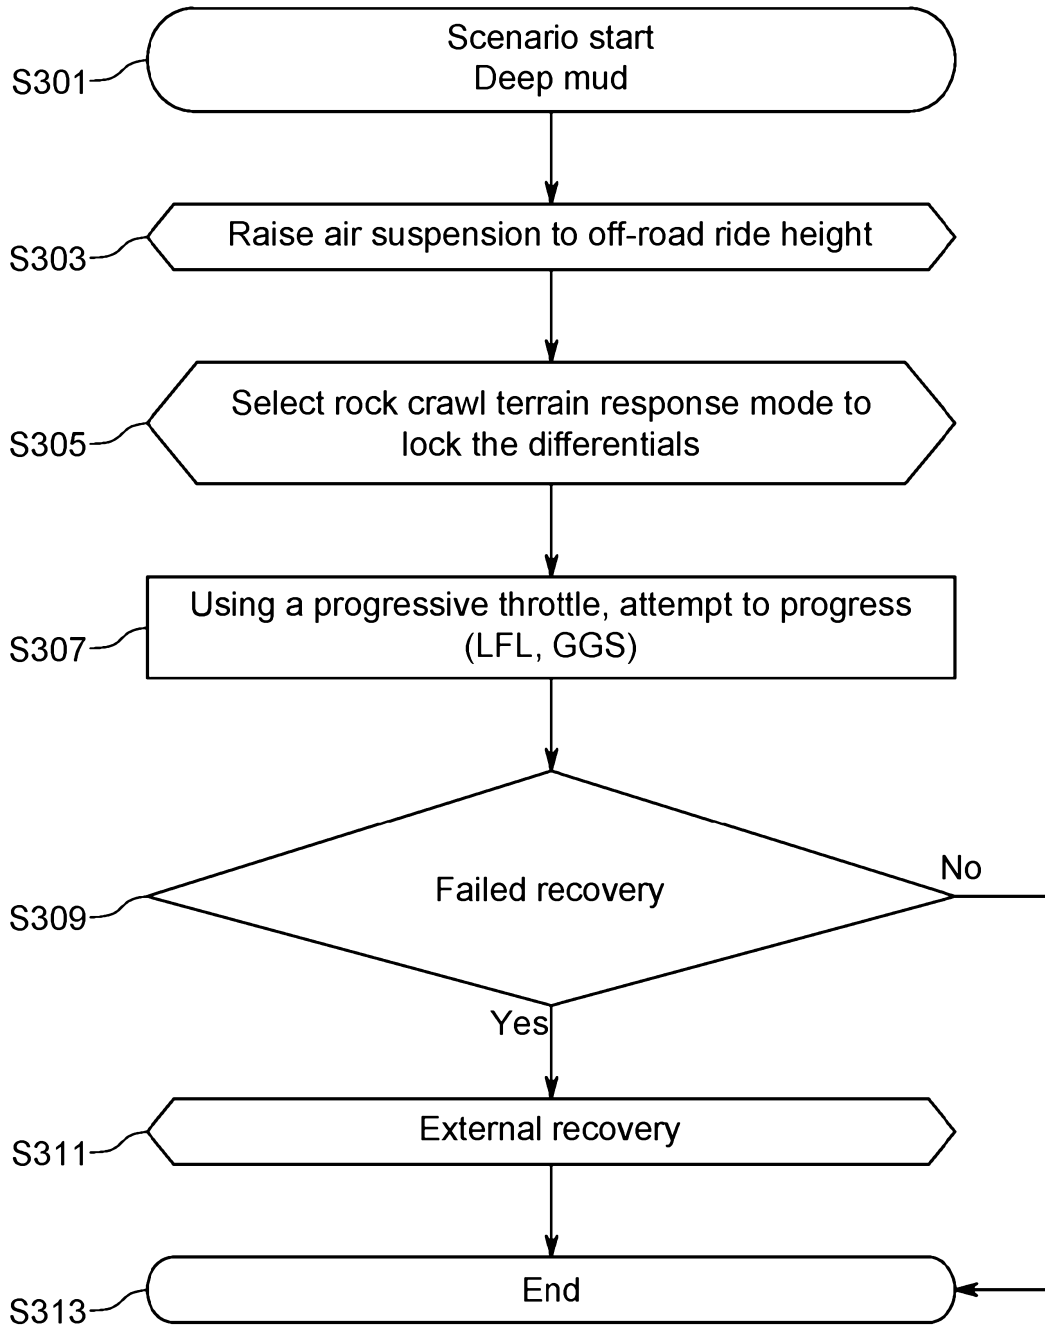 Scenario start
Deep mud
S301
Raise air suspension to off-road ride height
S303
Select rock crawl terrain response mode to
lock the differentials
S305
Using a progressive throttle, attempt to progress
(LFL, GGS)
S307
Failed recovery
No
S309
Yes
External recovery
S311
End
S313